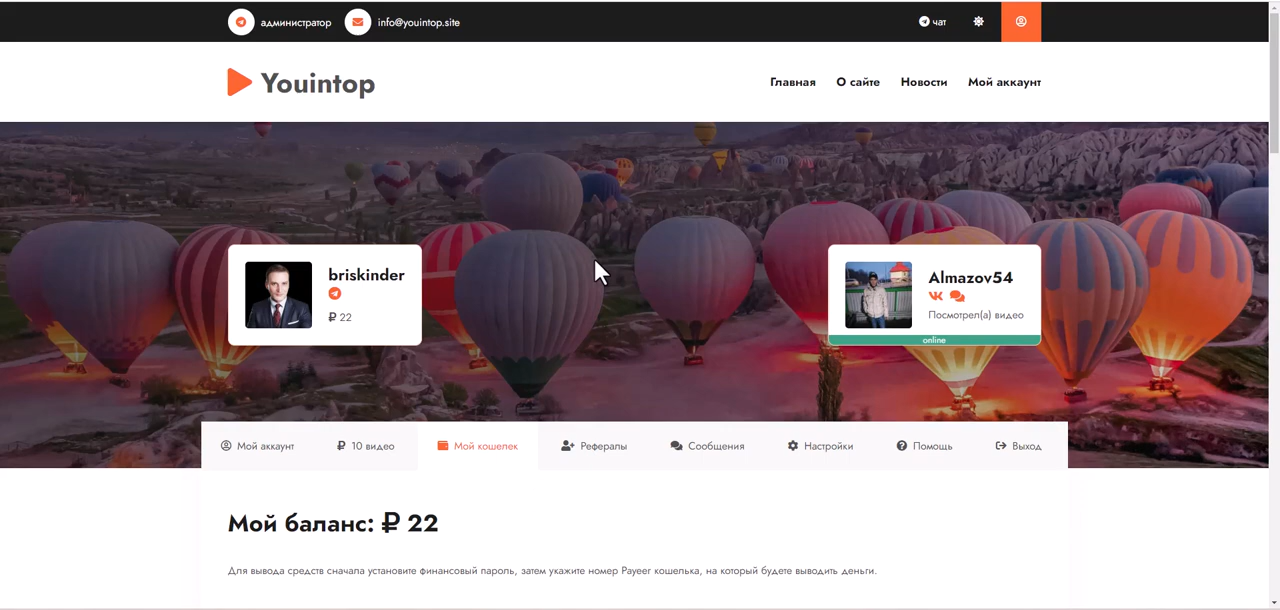 администратор info@youintop.site чат
Youintop
Главная О сайте Новости Мой аккаунт
briskinder
₽ 22
Almazov54
Посмотрел(а) видео
online
Мой аккаунт ₽ 10 видео Мой кошелек Рефералы Сообщения Настройки Помощь Выход
Мой баланс: ₽ 22
Для вывода средств сначала установите финансовый пароль, затем укажите номер Payeer кошелька, на который будете выводить деньги.